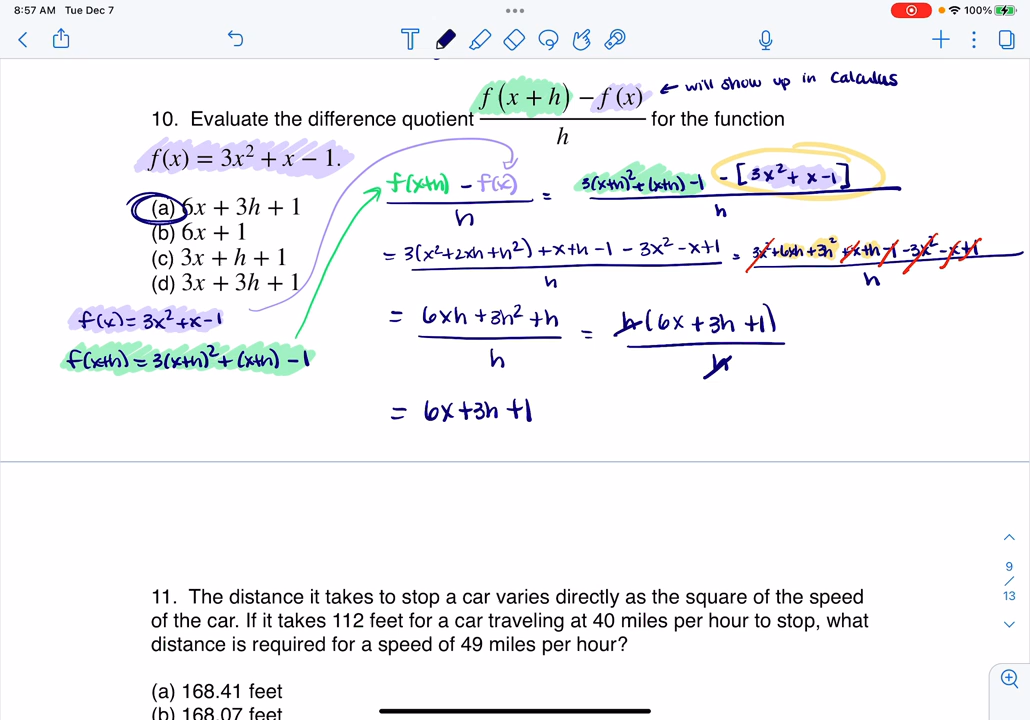 8:57 AM Tue Dec 7
100%
f(x + h) − f(x)
h
← will show up in Calculus
10. Evaluate the difference quotient for the function
f(x) = 3x² + x − 1.
(a) 6x + 3h + 1
(b) 6x + 1
(c) 3x + h + 1
(d) 3x + 3h + 1
f(x) = 3x² + x - 1
f(x+h) = 3(x+h)² + (x+h) - 1
f(x+h) - f(x)
h
= 3(x+h)² + (x+h) - 1 - [3x² + x - 1]
h
= 3(x² + 2xh + h²) + x + h - 1 - 3x² - x + 1
h
= 3x² + 6xh + 3h² + x + h - 1 - 3x² - x + 1
h
= 6xh + 3h² + h
h
= h(6x + 3h + 1)
h
= 6x + 3h + 1
9
/
13
11. The distance it takes to stop a car varies directly as the square of the speed
of the car. If it takes 112 feet for a car traveling at 40 miles per hour to stop, what
distance is required for a speed of 49 miles per hour?
(a) 168.41 feet
(b) 168.07 feet